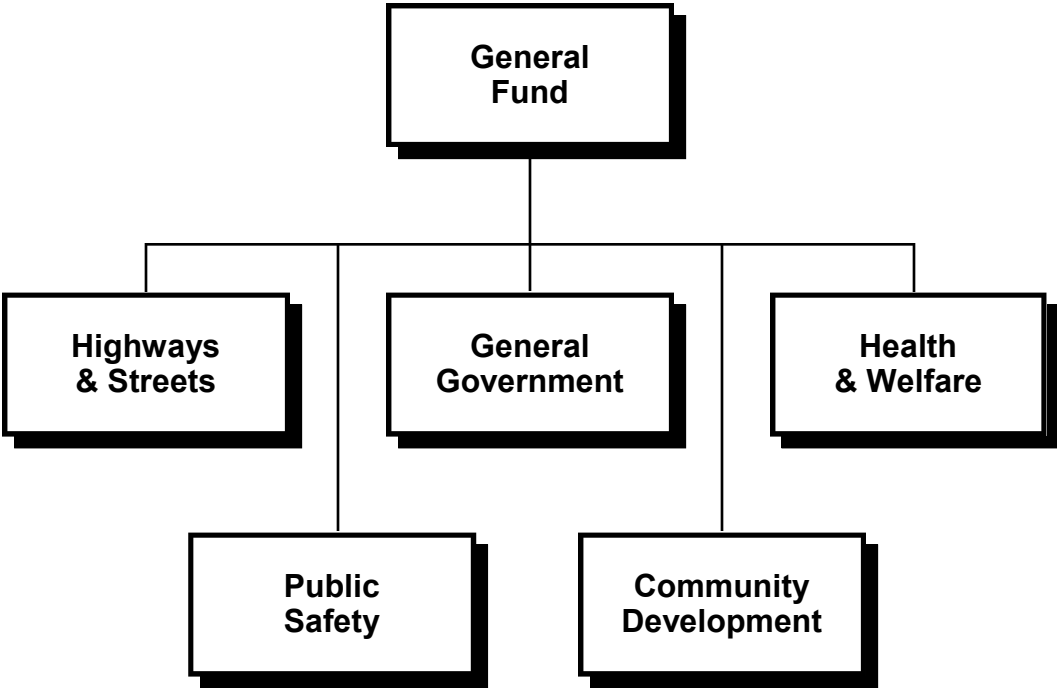 General
Fund
Highways
& Streets
General
Government
Health
& Welfare
Public
Safety
Community
Development